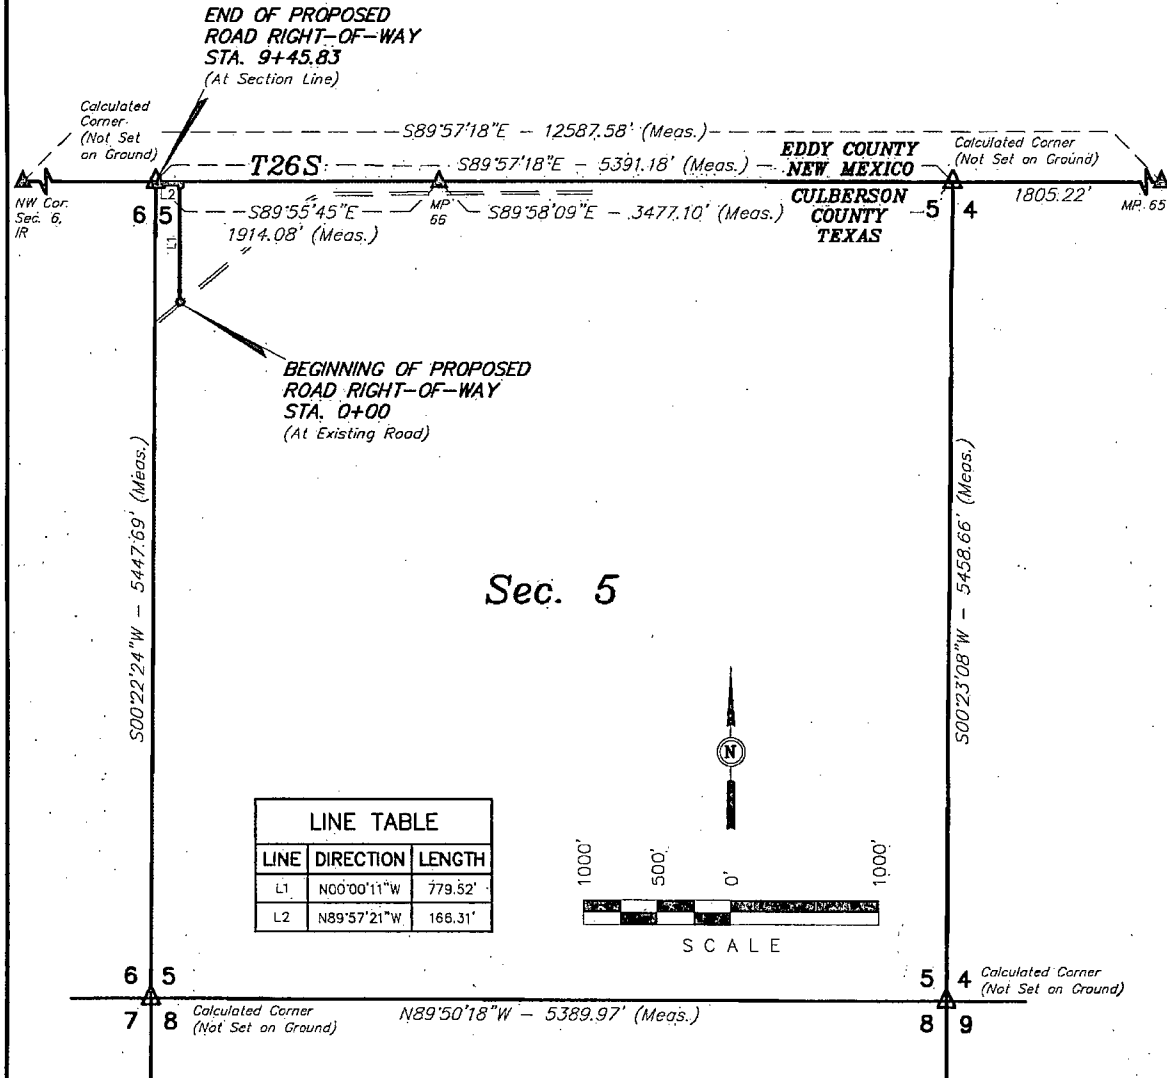 END OF PROPOSED
ROAD RIGHT-OF-WAY
STA. 9+45.83
(At Section Line)
Calculated
Corner
(Not Set
on Ground)
S89°57'18"E - 12587.58' (Meas.)
T26S
S89°57'18"E - 5391.18' (Meas.)
EDDY COUNTY
NEW MEXICO
Calculated Corner
(Not Set on Ground)
NW Cor.
Sec. 6,
IR
6 5
L2
L1
S89°55'45"E
1914.08' (Meas.)
MP
66
S89°58'09"E - 3477.10' (Meas.)
CULBERSON
COUNTY
TEXAS
5 4
1805.22'
MP. 65
BEGINNING OF PROPOSED
ROAD RIGHT-OF-WAY
STA. 0+00
(At Existing Road)
S00°22'24"W - 5447.69' (Meas.)
S00°23'08"W - 5458.66' (Meas.)
Sec. 5
N
LINE TABLE
LINE DIRECTION LENGTH
L1 N00°00'11"W 779.52'
L2 N89°57'21"W 166.31'
1000' 500' 0' 1000'
SCALE
6 5
7 8
Calculated Corner
(Not Set on Ground)
N89°50'18"W - 5389.97' (Meas.)
5 4
8 9
Calculated Corner
(Not Set on Ground)